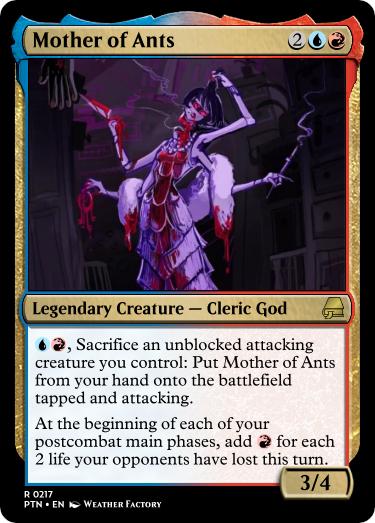 Mother of Ants 2
Legendary Creature — Cleric God
, Sacrifice an unblocked attacking
creature you control: Put Mother of Ants
from your hand onto the battlefield
tapped and attacking.
At the beginning of each of your
postcombat main phases, add for each
2 life your opponents have lost this turn.
3/4
R 0217
PTN • EN Weather Factory